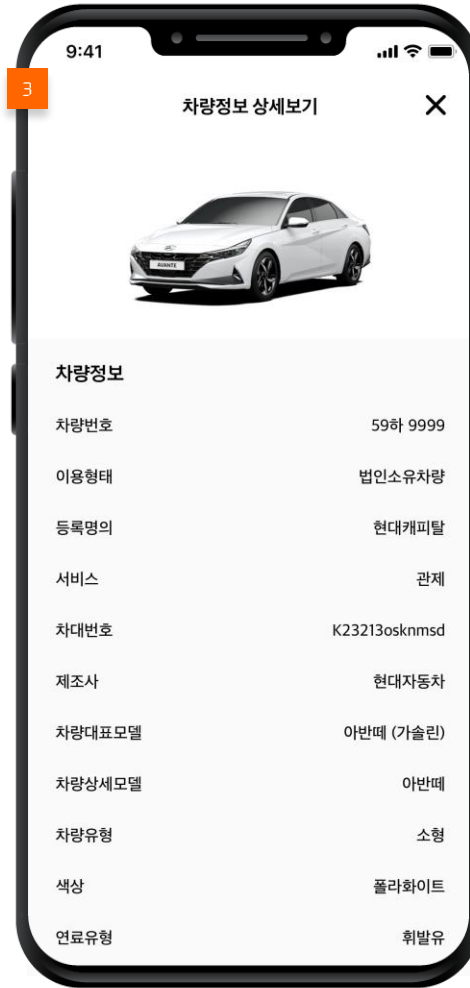 9:41
3
차량정보 상세보기
AVANTE
차량정보
차량번호 59하 9999
이용형태 법인소유차량
등록명의 현대캐피탈
서비스 관제
차대번호 K23213osknmsd
제조사 현대자동차
차량대표모델 아반떼 (가솔린)
차량상세모델 아반떼
차량유형 소형
색상 폴라화이트
연료유형 휘발유